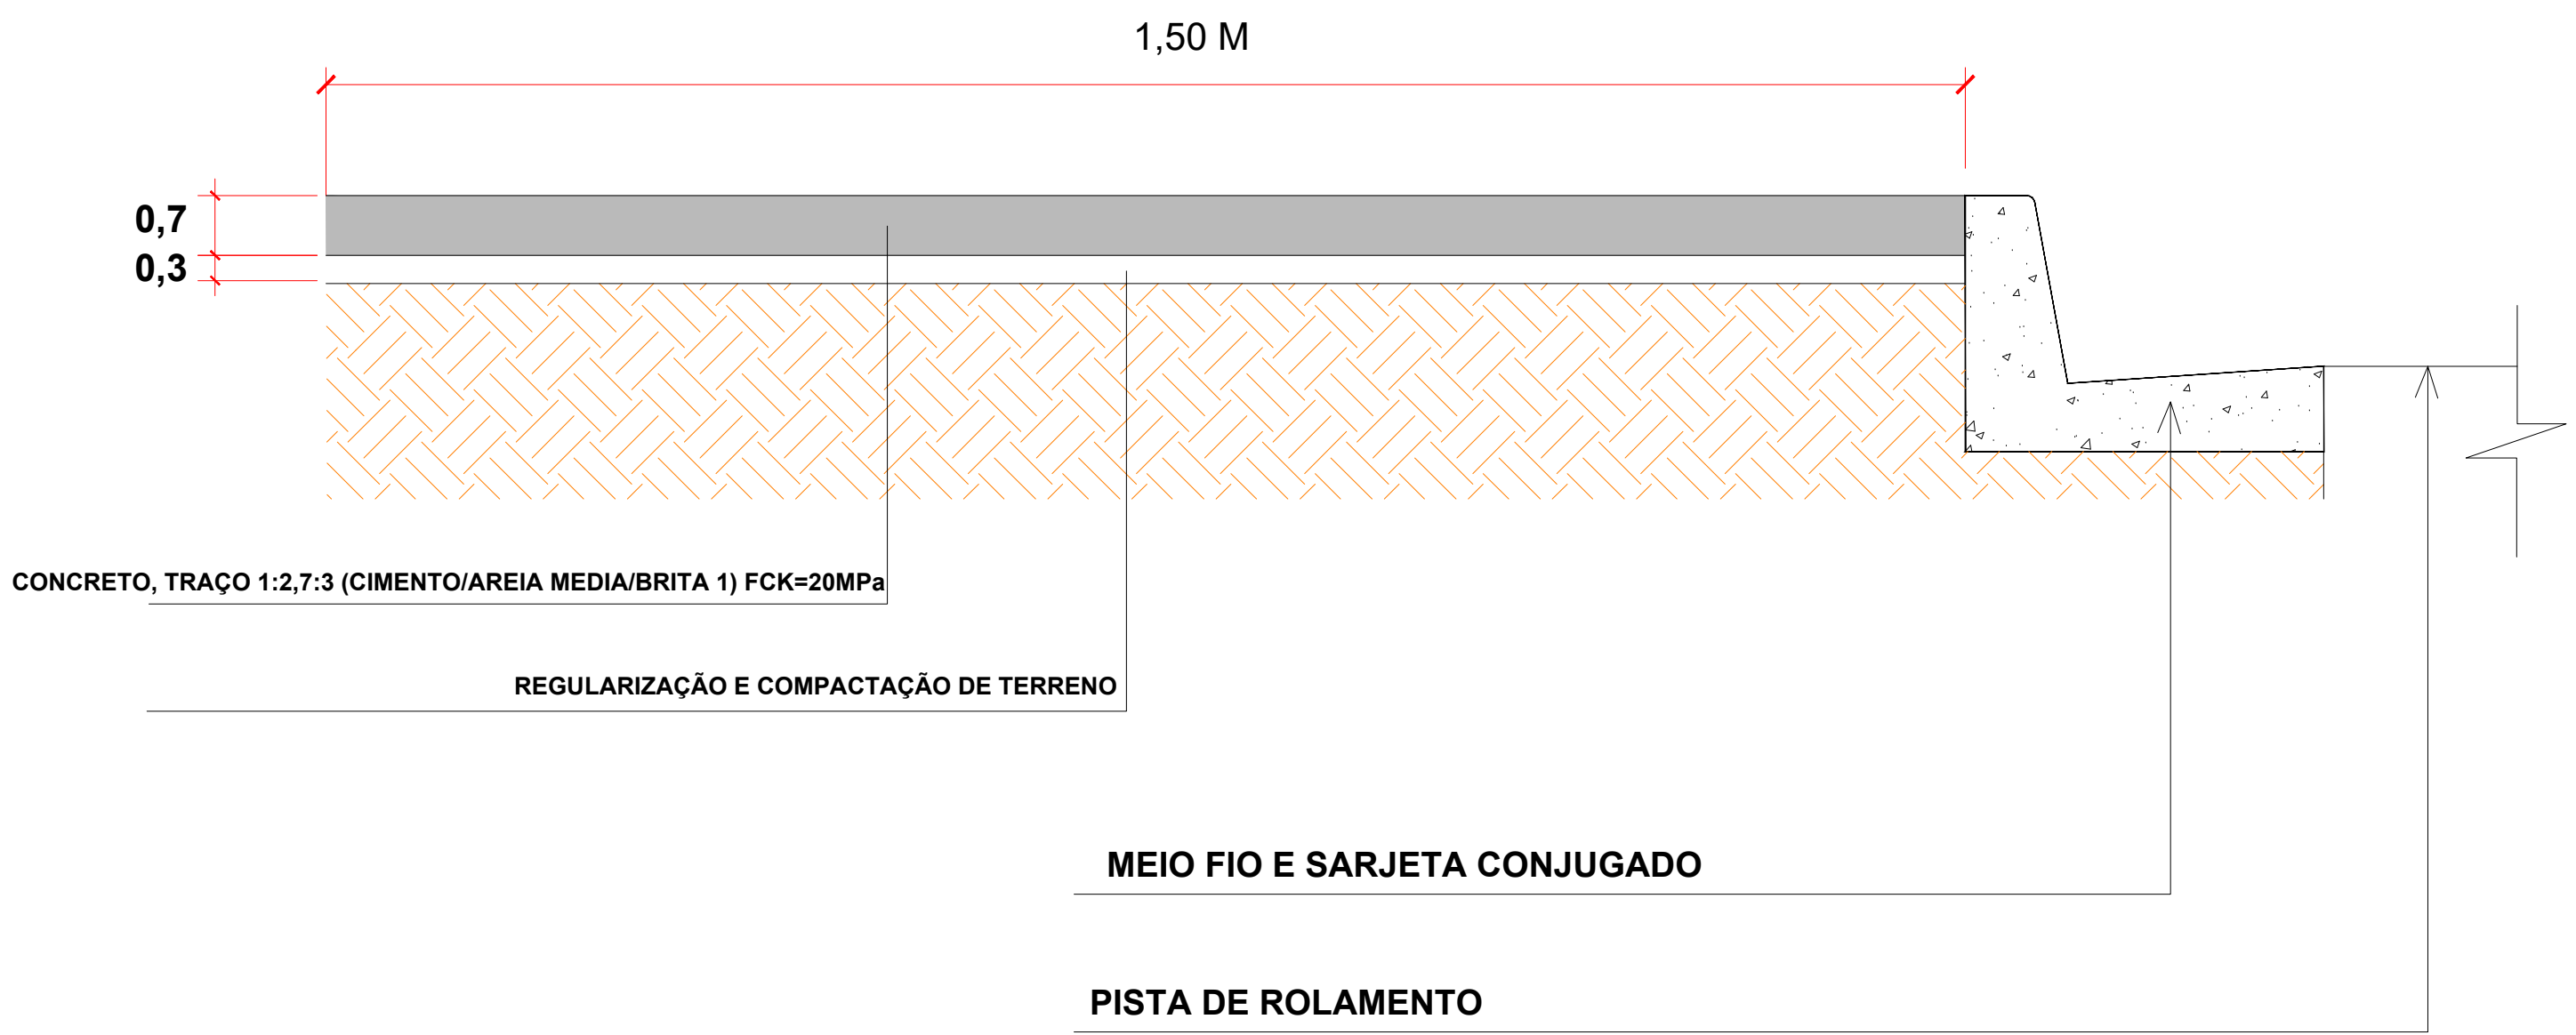 1,50 M
0,7
0,3
CONCRETO, TRAÇO 1:2,7:3 (CIMENTO/AREIA MEDIA/BRITA 1) FCK=20MPa
REGULARIZAÇÃO E COMPACTAÇÃO DE TERRENO
MEIO FIO E SARJETA CONJUGADO
PISTA DE ROLAMENTO